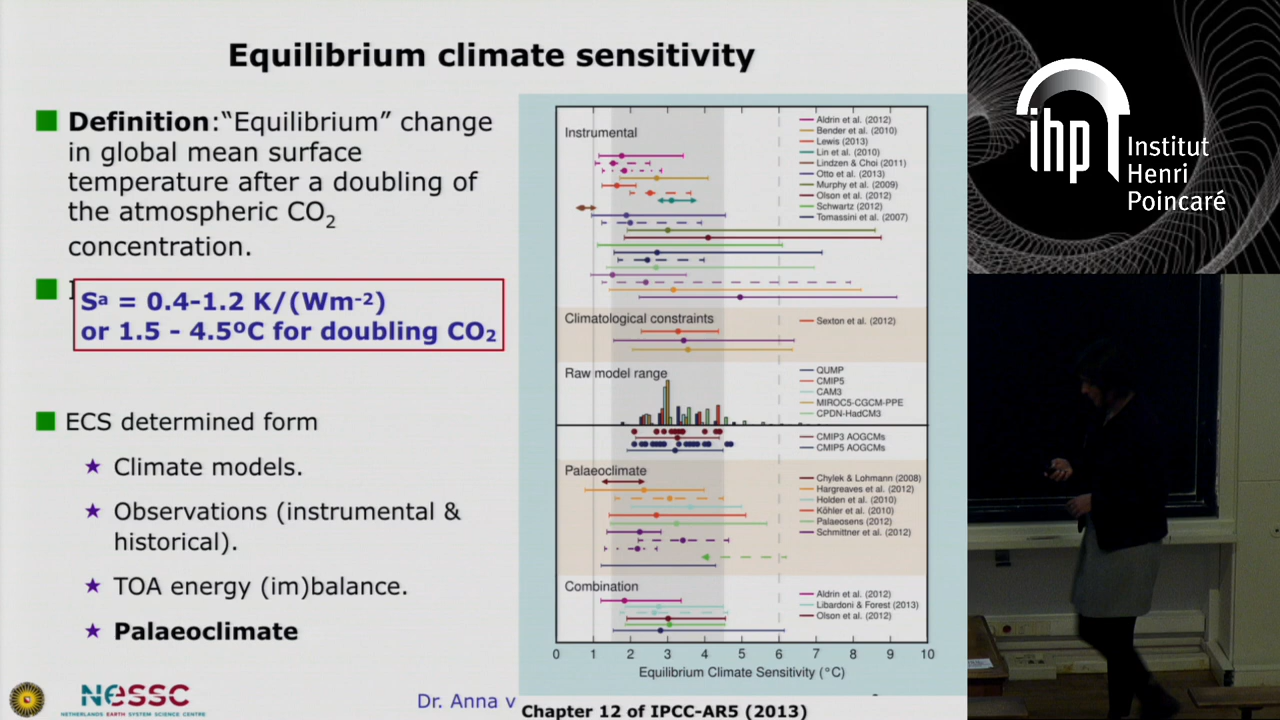 Equilibrium climate sensitivity
Definition:“Equilibrium” change
in global mean surface
temperature after a doubling of
the atmospheric CO2
concentration.
Sa = 0.4-1.2 K/(Wm-2)
or 1.5 - 4.5ºC for doubling CO2
ECS determined form
Climate models.
Observations (instrumental &
historical).
TOA energy (im)balance.
Palaeoclimate
NESSC
NETHERLANDS EARTH SYSTEM SCIENCE CENTRE
Dr. Anna v
Instrumental
Aldrin et al. (2012)
Bender et al. (2010)
Lewis (2013)
Lin et al. (2010)
Lindzen & Choi (2011)
Otto et al. (2013)
Murphy et al. (2009)
Olson et al. (2012)
Schwartz (2012)
Tomassini et al. (2007)
Climatological constraints
Sexton et al. (2012)
Raw model range
QUMP
CMIP5
CAM3
MIROC5-CGCM-PPE
CPDN-HadCM3
CMIP3 AOGCMs
CMIP5 AOGCMs
Palaeoclimate
Chylek & Lohmann (2008)
Hargreaves et al. (2012)
Holden et al. (2010)
Köhler et al. (2010)
Palaeosens (2012)
Schmittner et al. (2012)
Combination
Aldrin et al. (2012)
Libardoni & Forest (2013)
Olson et al. (2012)
0 1 2 3 4 5 6 7 8 9 10
Equilibrium Climate Sensitivity (°C)
Chapter 12 of IPCC-AR5 (2013)
ihp
Institut
Henri
Poincaré